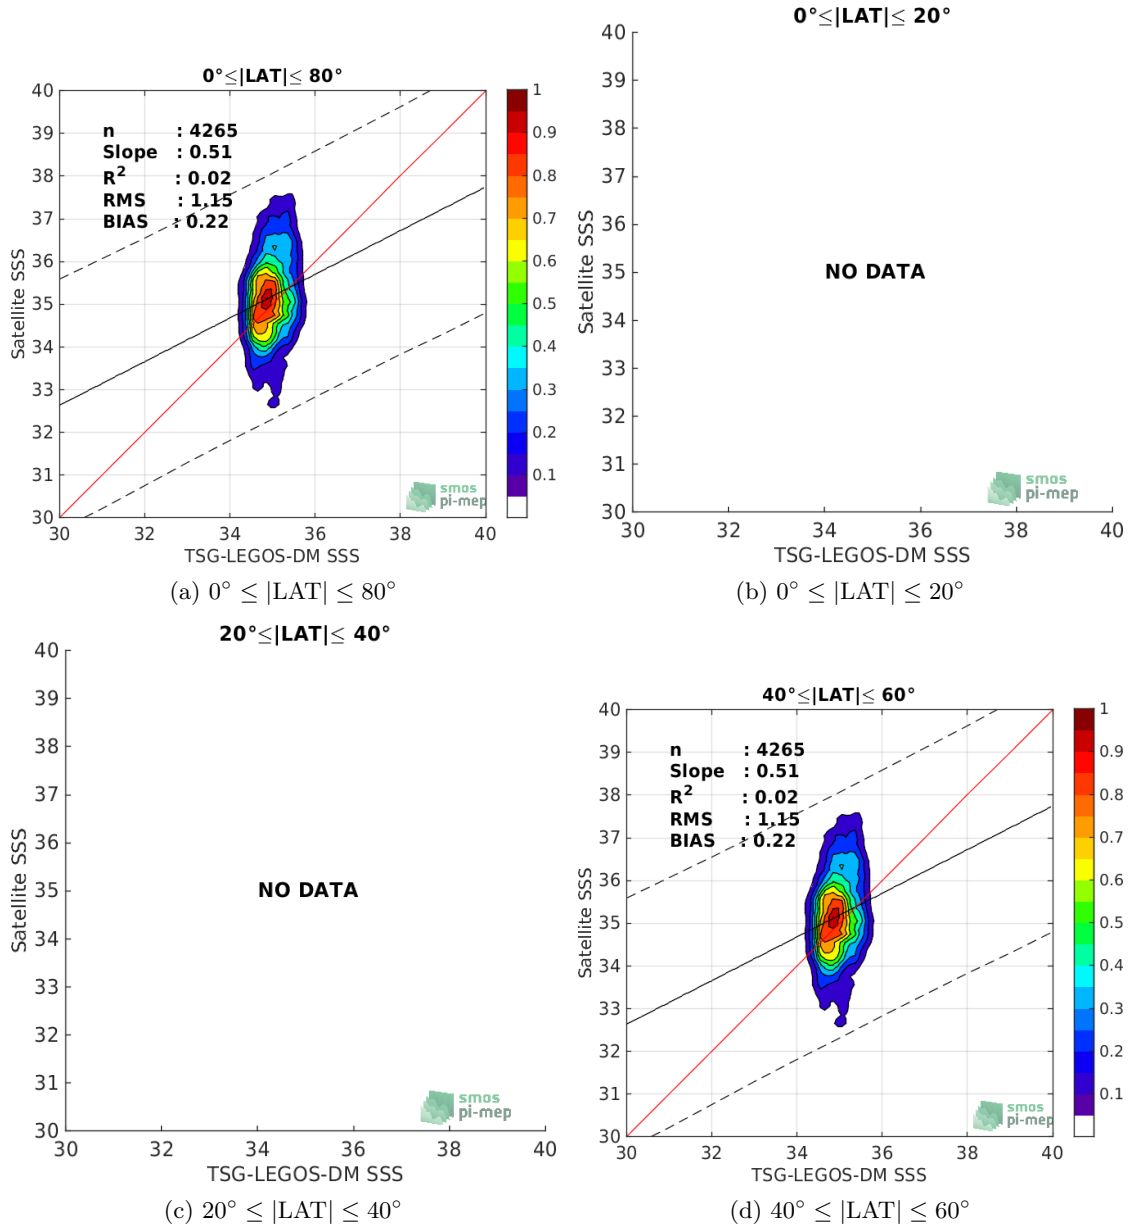 0°≤|LAT|≤ 80°
n : 4265
Slope : 0.51
R² : 0.02
RMS : 1.15
BIAS : 0.22
40
39
38
37
36
35
34
33
32
31
30
30 32 34 36 38 40
Satellite SSS
TSG-LEGOS-DM SSS
1
0.9
0.8
0.7
0.6
0.5
0.4
0.3
0.2
0.1
smos
pi-mep
(a) 0° ≤ |LAT| ≤ 80°
0°≤|LAT|≤ 20°
40
39
38
37
36
35
34
33
32
31
30
30 32 34 36 38 40
Satellite SSS
NO DATA
TSG-LEGOS-DM SSS
smos
pi-mep
(b) 0° ≤ |LAT| ≤ 20°
20°≤|LAT|≤ 40°
40
39
38
37
36
35
34
33
32
31
30
30 32 34 36 38 40
Satellite SSS
NO DATA
TSG-LEGOS-DM SSS
smos
pi-mep
(c) 20° ≤ |LAT| ≤ 40°
40°≤|LAT|≤ 60°
n : 4265
Slope : 0.51
R² : 0.02
RMS : 1.15
BIAS : 0.22
40
39
38
37
36
35
34
33
32
31
30
30 32 34 36 38 40
Satellite SSS
TSG-LEGOS-DM SSS
1
0.9
0.8
0.7
0.6
0.5
0.4
0.3
0.2
0.1
smos
pi-mep
(d) 40° ≤ |LAT| ≤ 60°